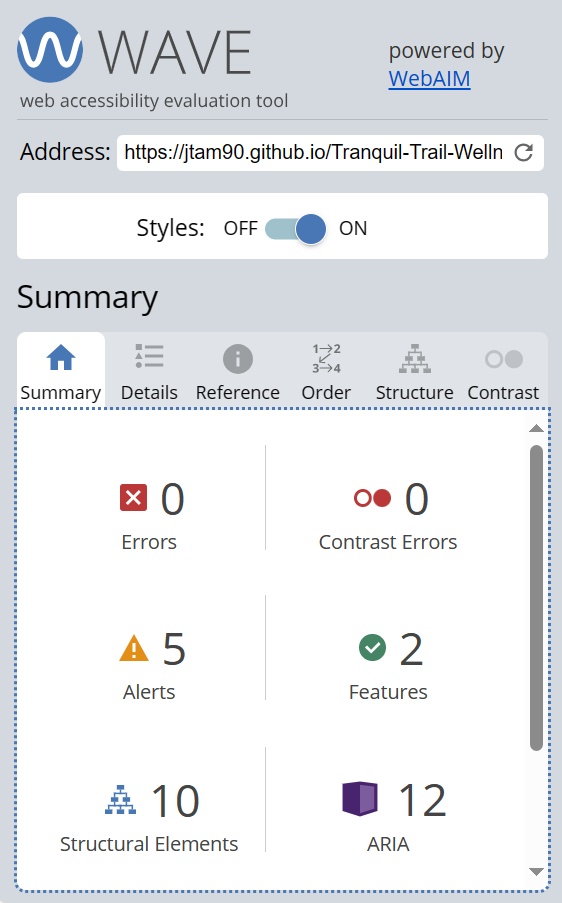 WAVE
powered by
WebAIM
web accessibility evaluation tool
Address: https://jtam90.github.io/Tranquil-Trail-Welln
Styles: OFF ON
Summary
1→2
3→4
Summary Details Reference Order Structure Contrast
0 0
Errors Contrast Errors
5 2
Alerts Features
10 12
Structural Elements ARIA